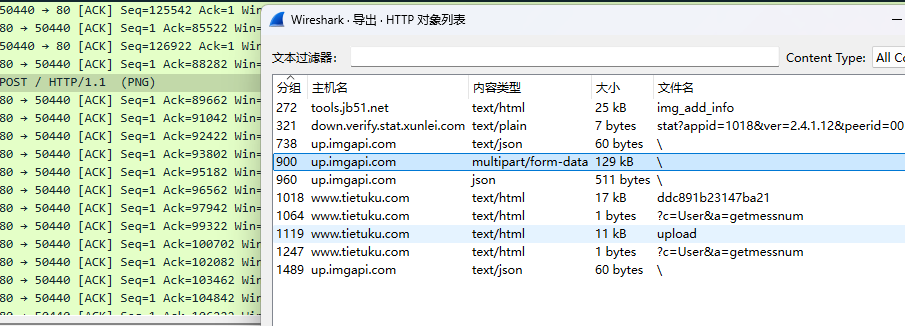 50440 → 80 [ACK] Seq=125542 Ack=1 Win=
80 → 50440 [ACK] Seq=1 Ack=85522 Win=
50440 → 80 [ACK] Seq=126922 Ack=1 Win=
80 → 50440 [ACK] Seq=1 Ack=88282 Win=
POST / HTTP/1.1 (PNG)
80 → 50440 [ACK] Seq=1 Ack=89662 Win=
80 → 50440 [ACK] Seq=1 Ack=91042 Win=
80 → 50440 [ACK] Seq=1 Ack=92422 Win=
80 → 50440 [ACK] Seq=1 Ack=93802 Win=
80 → 50440 [ACK] Seq=1 Ack=95182 Win=
80 → 50440 [ACK] Seq=1 Ack=96562 Win=
80 → 50440 [ACK] Seq=1 Ack=97942 Win=
80 → 50440 [ACK] Seq=1 Ack=99322 Win=
80 → 50440 [ACK] Seq=1 Ack=100702 Win
80 → 50440 [ACK] Seq=1 Ack=102082 Win
80 → 50440 [ACK] Seq=1 Ack=103462 Win
80 → 50440 [ACK] Seq=1 Ack=104842 Win
Wireshark · 导出 · HTTP 对象列表
文本过滤器: Content Type: All Co
分组 主机名 内容类型 大小 文件名
272 tools.jb51.net text/html 25 kB img_add_info
321 down.verify.stat.xunlei.com text/plain 7 bytes stat?appid=1018&ver=2.4.1.12&peerid=00
738 up.imgapi.com text/json 60 bytes \
900 up.imgapi.com multipart/form-data 129 kB \
960 up.imgapi.com json 511 bytes \
1018 www.tietuku.com text/html 17 kB ddc891b23147ba21
1064 www.tietuku.com text/html 1 bytes ?c=User&a=getmessnum
1119 www.tietuku.com text/html 11 kB upload
1247 www.tietuku.com text/html 1 bytes ?c=User&a=getmessnum
1489 up.imgapi.com text/json 60 bytes \